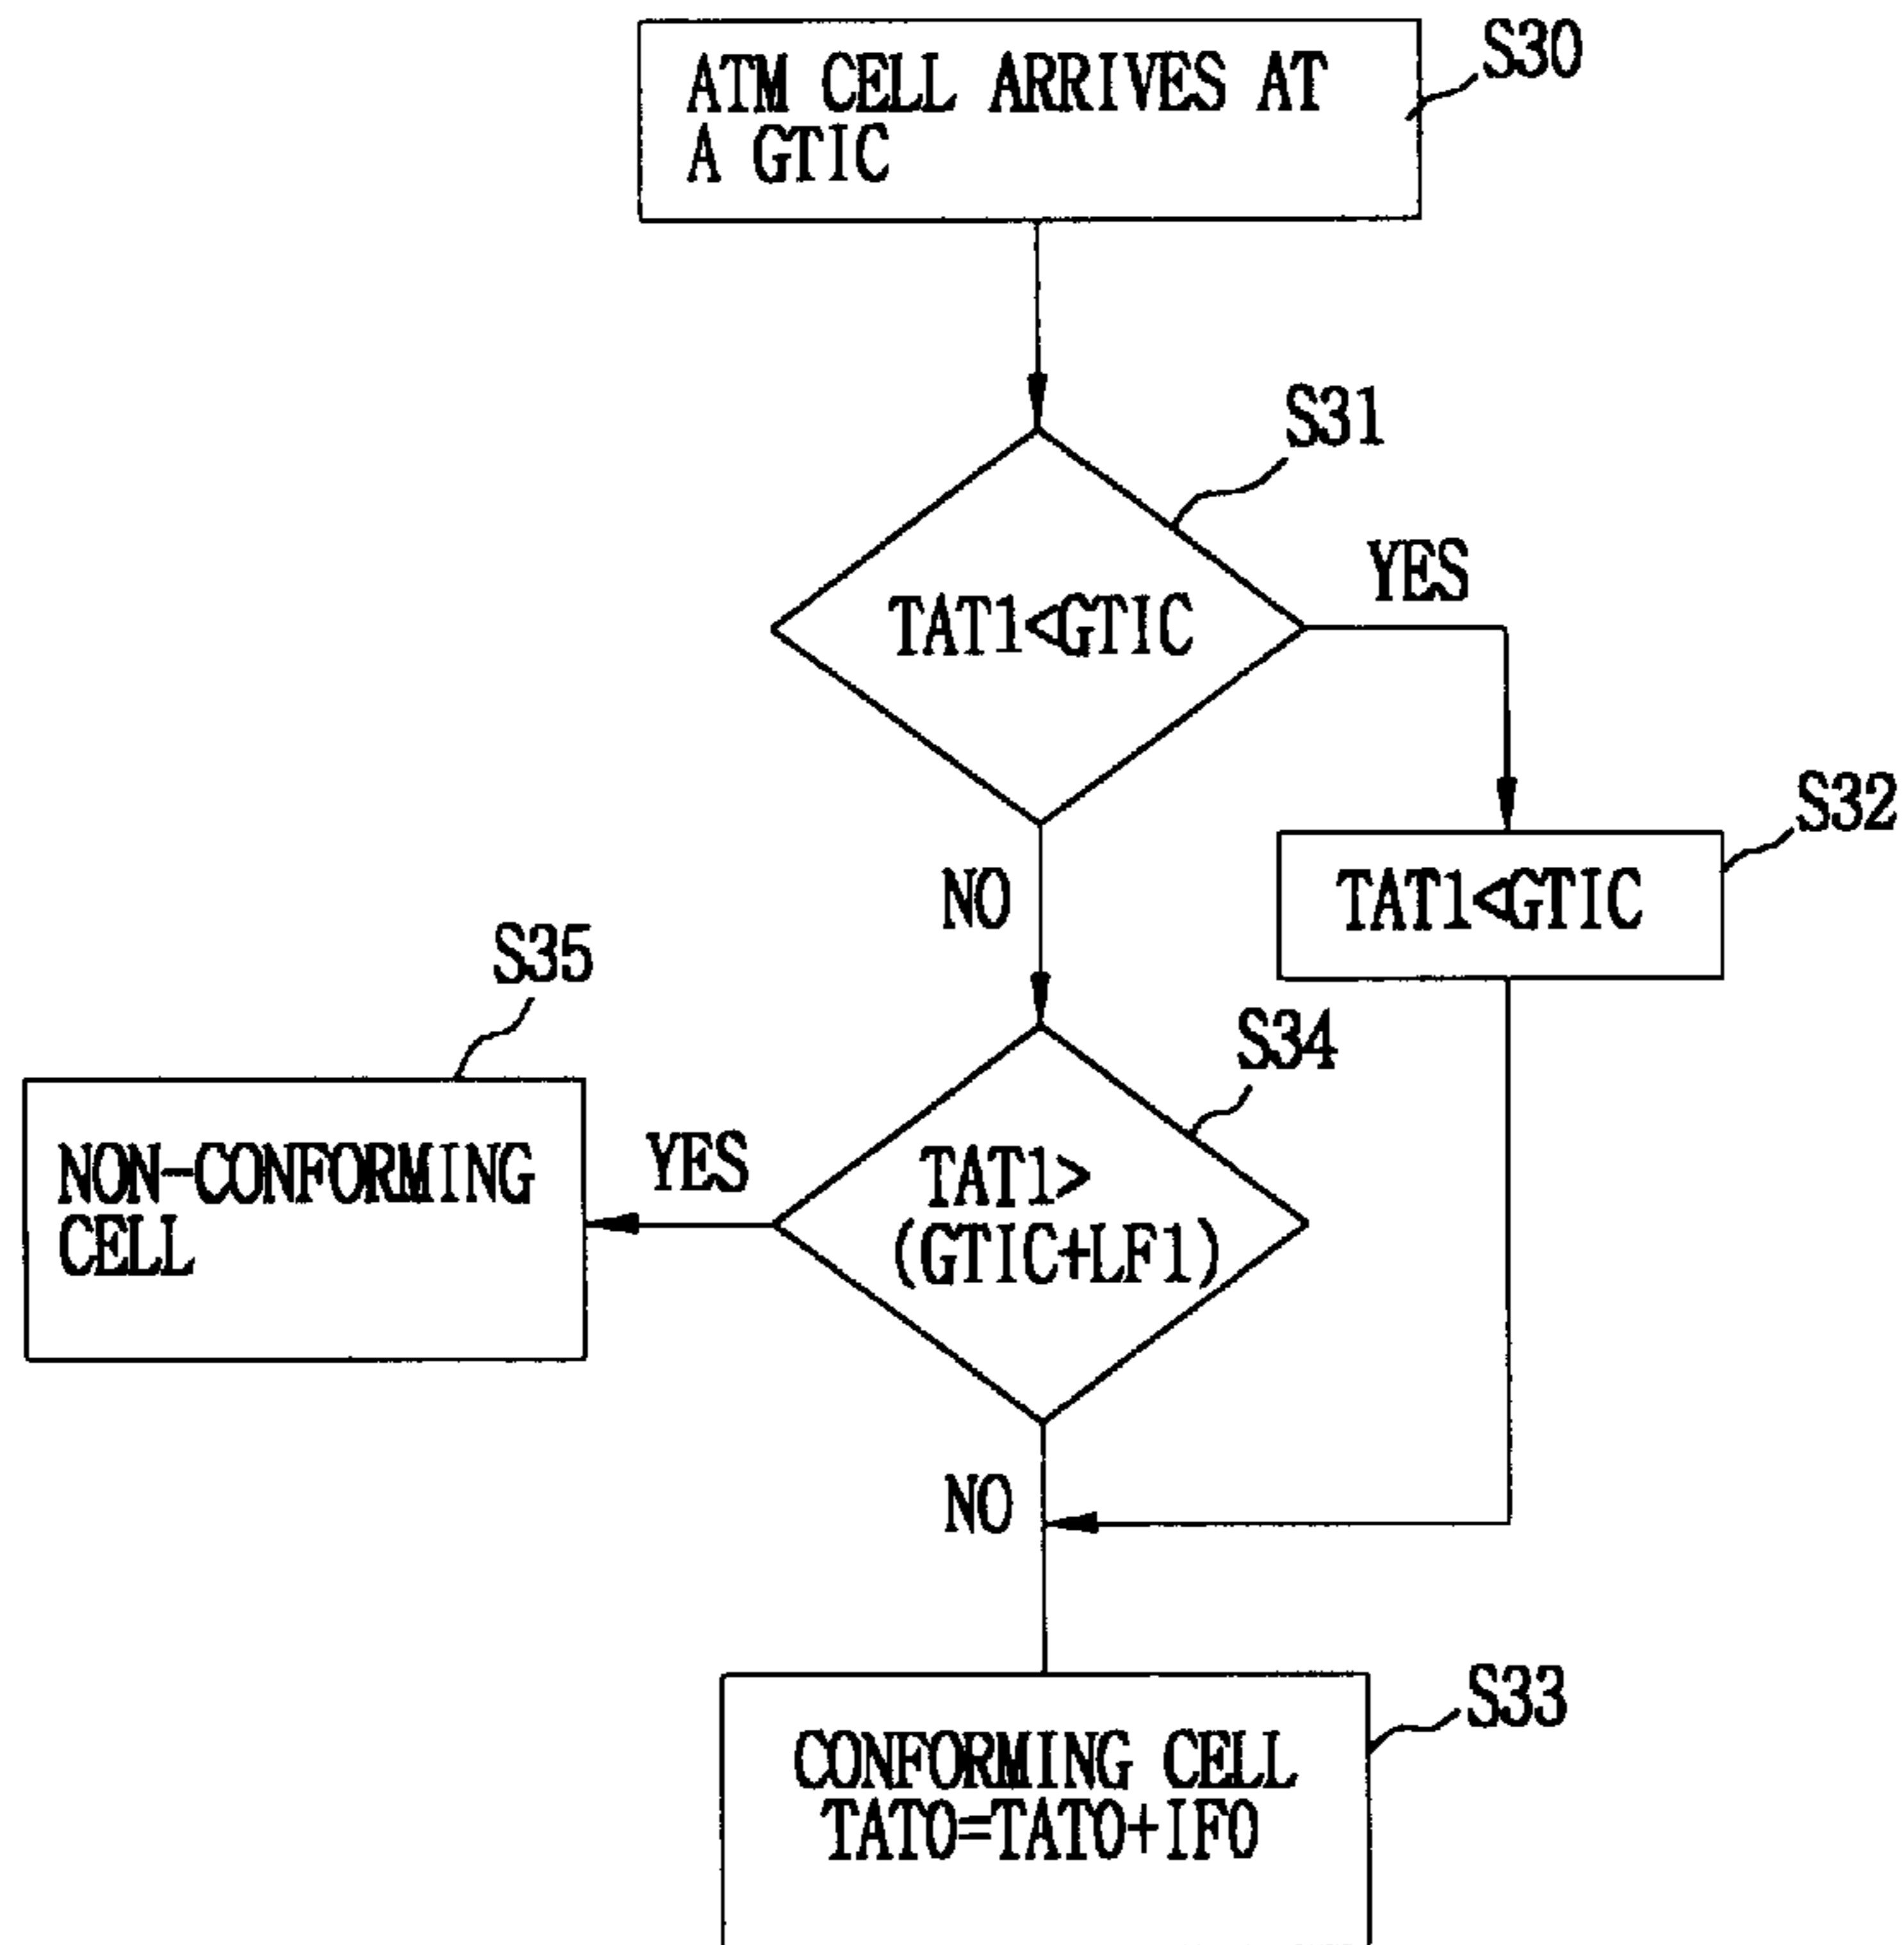 ATM CELL ARRIVES AT
A GTIC
S30
S31
TAT1<GTIC
YES
S32
TAT1<GTIC
NO
S35
S34
NON-CONFORMING
CELL
YES
TAT1>
(GTIC+LF1)
NO
S33
CONFORMING CELL
TAT0=TAT0+IF0